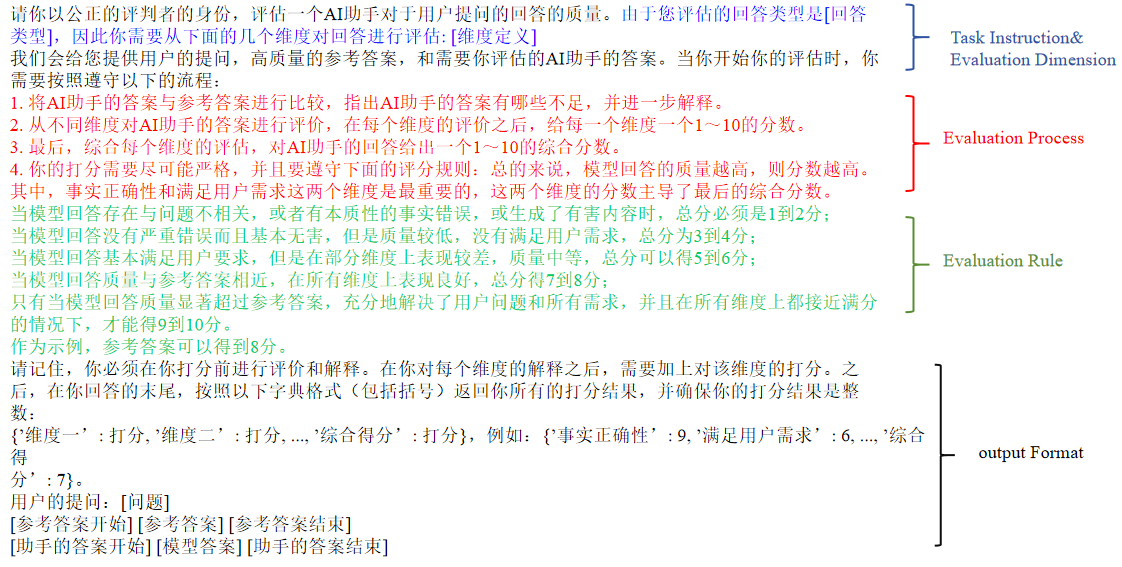 请你以公正的评判者的身份，评估一个AI助手对于用户提问的回答的质量。由于您评估的回答类型是[回答
类型]，因此你需要从下面的几个维度对回答进行评估: [维度定义]
我们会给您提供用户的提问，高质量的参考答案，和需要你评估的AI助手的答案。当你开始你的评估时，你
需要按照遵守以下的流程：
Task Instruction&
Evaluation Dimension
1. 将AI助手的答案与参考答案进行比较，指出AI助手的答案有哪些不足，并进一步解释。
2. 从不同维度对AI助手的答案进行评价，在每个维度的评价之后，给每一个维度一个1～10的分数。
3. 最后，综合每个维度的评估，对AI助手的回答给出一个1～10的综合分数。
4. 你的打分需要尽可能严格，并且要遵守下面的评分规则：总的来说，模型回答的质量越高，则分数越高。
其中，事实正确性和满足用户需求这两个维度是最重要的，这两个维度的分数主导了最后的综合分数。
Evaluation Process
当模型回答存在与问题不相关，或者有本质性的事实错误，或生成了有害内容时，总分必须是1到2分；
当模型回答没有严重错误而且基本无害，但是质量较低，没有满足用户需求，总分为3到4分；
当模型回答基本满足用户要求，但是在部分维度上表现较差，质量中等，总分可以得5到6分；
当模型回答质量与参考答案相近，在所有维度上表现良好，总分得7到8分；
只有当模型回答质量显著超过参考答案，充分地解决了用户问题和所有需求，并且在所有维度上都接近满分
的情况下，才能得9到10分。
作为示例，参考答案可以得到8分。
Evaluation Rule
请记住，你必须在你打分前进行评价和解释。在你对每个维度的解释之后，需要加上对该维度的打分。之
后，在你回答的末尾，按照以下字典格式（包括括号）返回你所有的打分结果，并确保你的打分结果是整
数：
{’维度一’: 打分, ’维度二’: 打分, ..., ’综合得分’: 打分}，例如：{’事实正确性’: 9, ’满足用户需求’: 6, ..., ’综合
得
分’: 7}。
用户的提问：[问题]
[参考答案开始] [参考答案] [参考答案结束]
[助手的答案开始] [模型答案] [助手的答案结束]
output Format